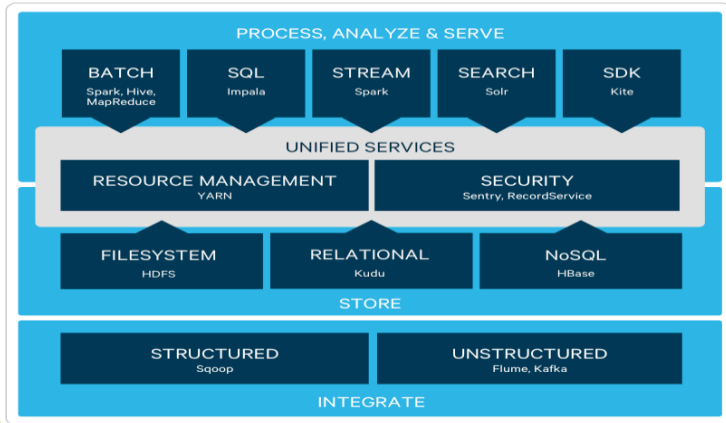 PROCESS, ANALYZE & SERVE
BATCH
Spark, Hive,
MapReduce
SQL
Impala
STREAM
Spark
SEARCH
Solr
SDK
Kite
UNIFIED SERVICES
RESOURCE MANAGEMENT
YARN
SECURITY
Sentry, RecordService
FILESYSTEM
HDFS
RELATIONAL
Kudu
NoSQL
HBase
STORE
STRUCTURED
Sqoop
UNSTRUCTURED
Flume, Kafka
INTEGRATE